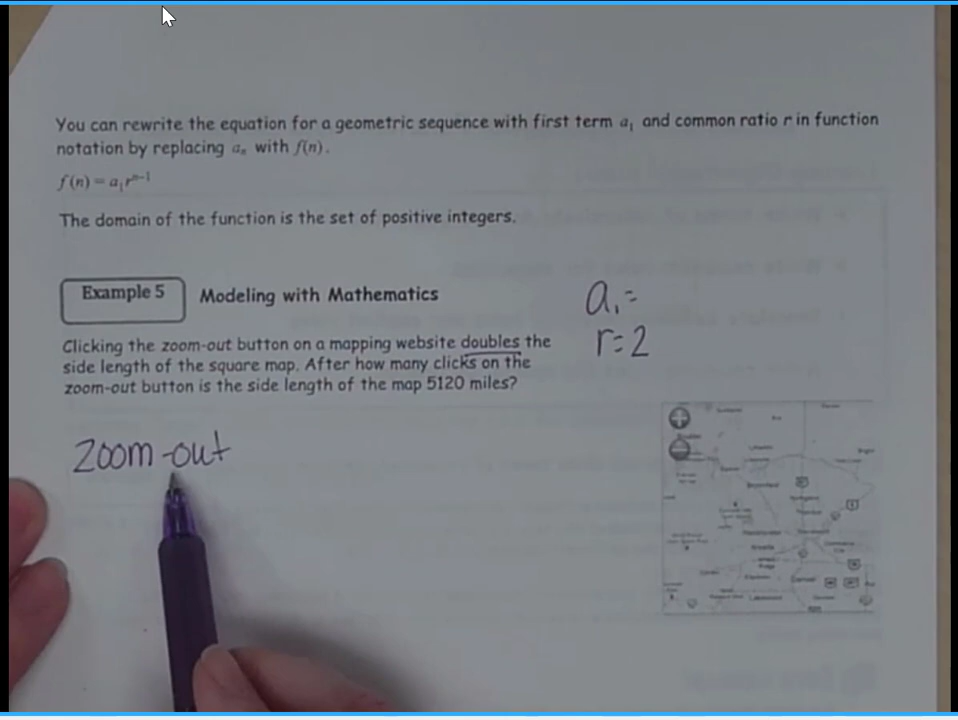 You can rewrite the equation for a geometric sequence with first term a₁ and common ratio r in function
notation by replacing aₙ with f(n).
f(n) = a₁rⁿ⁻¹
The domain of the function is the set of positive integers.
Example 5 Modeling with Mathematics
a₁=
r=2
Clicking the zoom-out button on a mapping website doubles the
side length of the square map. After how many clicks on the
zoom-out button is the side length of the map 5120 miles?
zoom-out